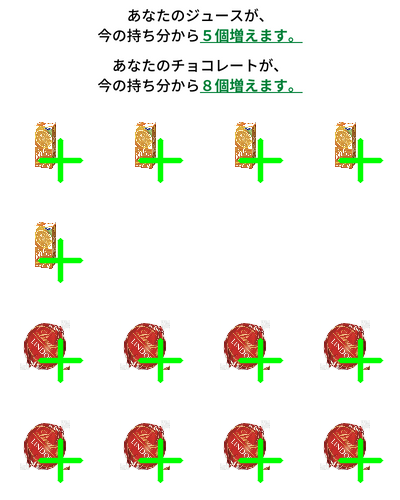 あなたのジュースが、
今の持ち分から５個増えます。
あなたのチョコレートが、
今の持ち分から８個増えます。